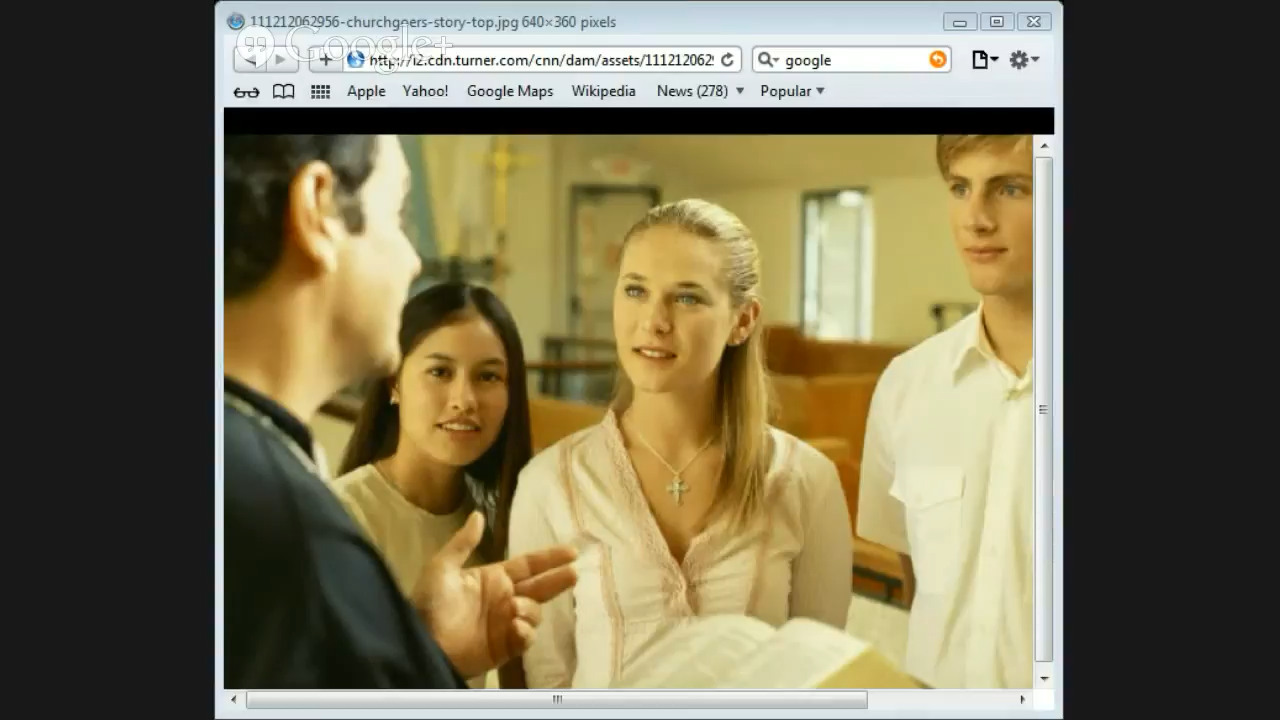 111212062956-churchgoers-story-top.jpg 640×360 pixels
Google+
http://i2.cdn.turner.com/cnn/dam/assets/111212062
google
Apple Yahoo! Google Maps Wikipedia News (278) Popular